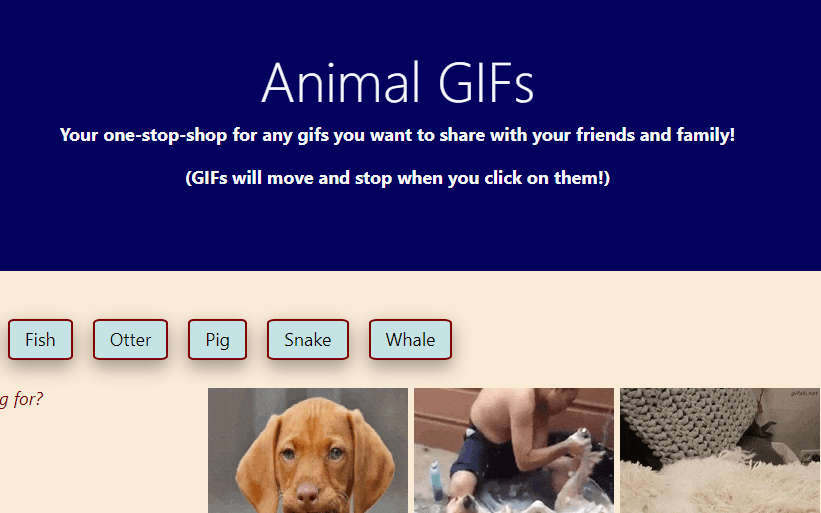 Animal GIFs
Your one-stop-shop for any gifs you want to share with your friends and family!
(GIFs will move and stop when you click on them!)
Fish Otter Pig Snake Whale
g for?
gifak.net